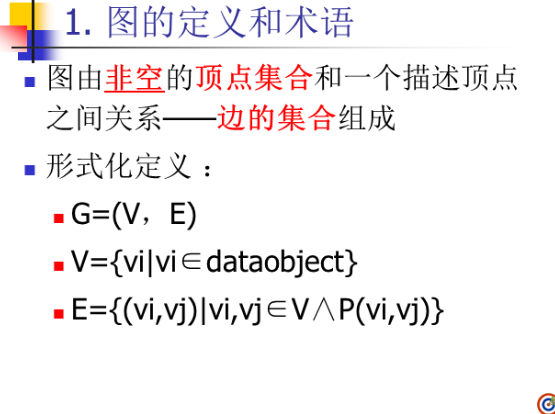 1. 图的定义和术语
图由非空的顶点集合和一个描述顶点
之间关系——边的集合组成
形式化定义：
G=(V，E)
V={vi|vi∈dataobject}
E={(vi,vj)|vi,vj∈V∧P(vi,vj)}